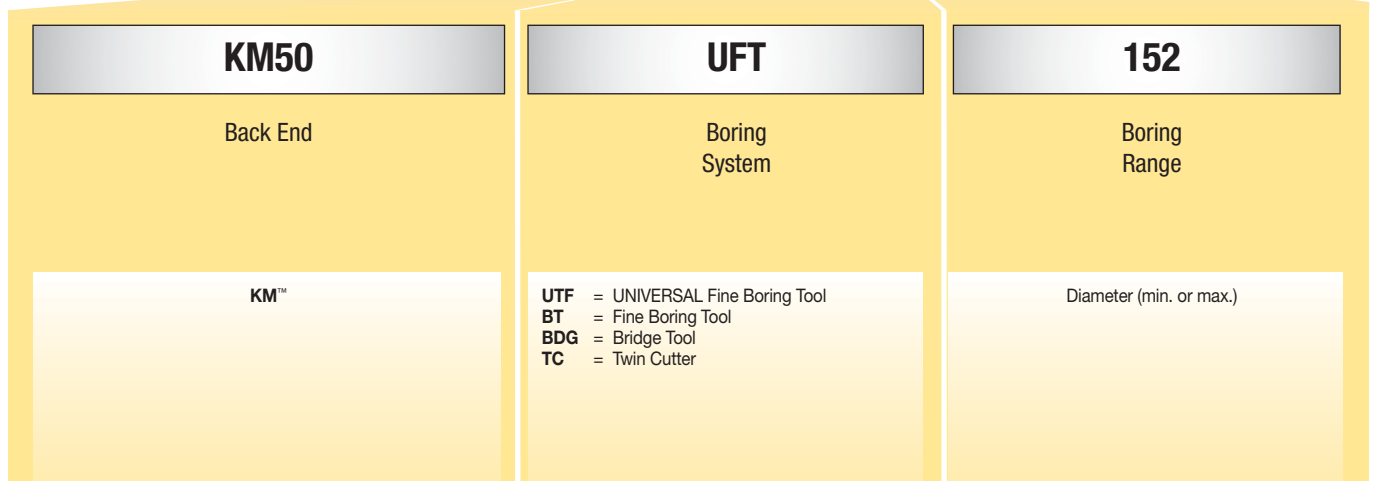 KM50
UFT
152
Back End
Boring
System
Boring
Range
KM™
UTF = UNIVERSAL Fine Boring Tool
BT = Fine Boring Tool
BDG = Bridge Tool
TC = Twin Cutter
Diameter (min. or max.)